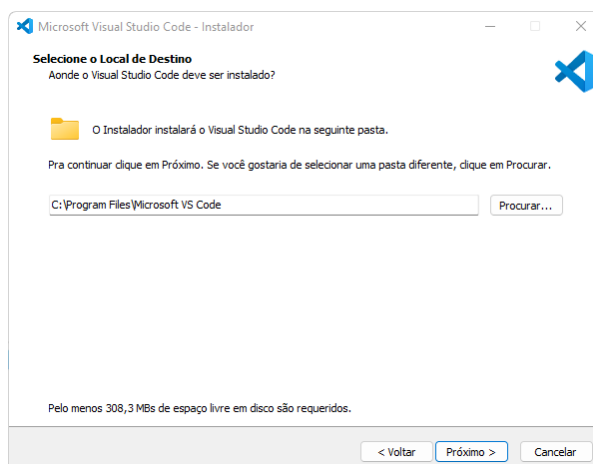 Microsoft Visual Studio Code - Instalador
Selecione o Local de Destino
Aonde o Visual Studio Code deve ser instalado?
O Instalador instalará o Visual Studio Code na seguinte pasta.
Pra continuar clique em Próximo. Se você gostaria de selecionar uma pasta diferente, clique em Procurar.
C:\Program Files\Microsoft VS Code
Procurar...
Pelo menos 308,3 MBs de espaço livre em disco são requeridos.
< Voltar
Próximo >
Cancelar